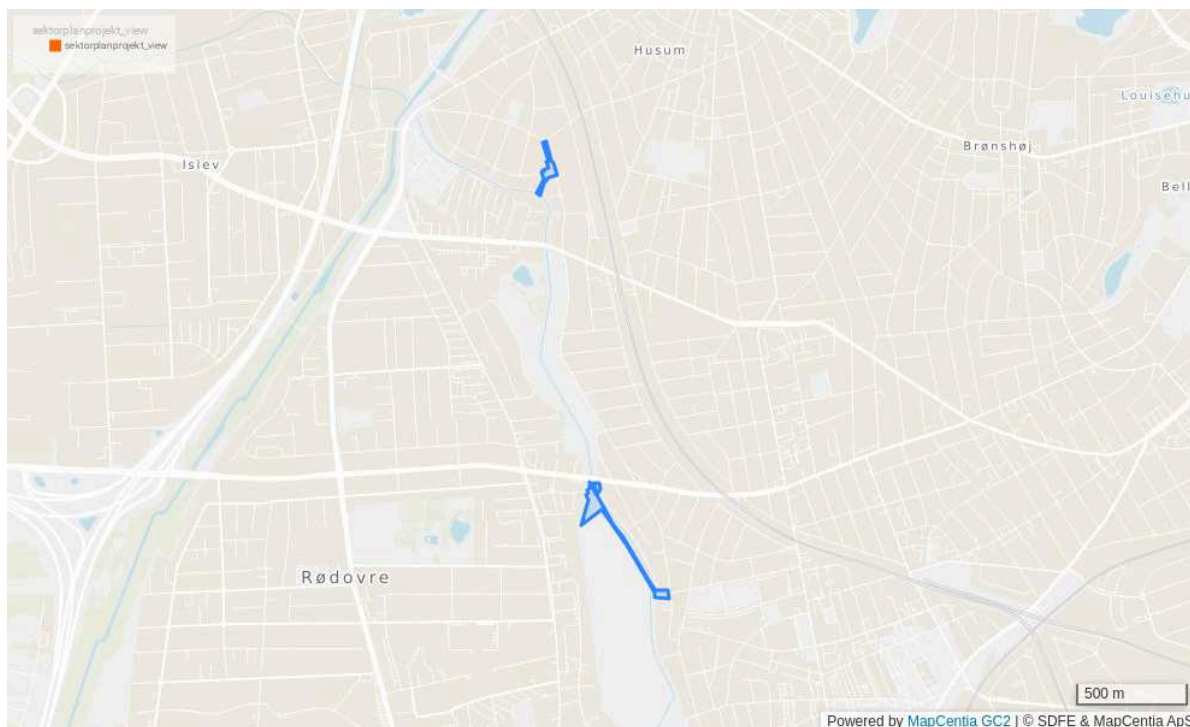 sektorplanprojekt_view
sektorplanprojekt_view
Husum
Louisehu
Islev
Brønshøj
Bell
Rødovre
500 m
Powered by MapCentia GC2 | © SDFE & MapCentia Aps